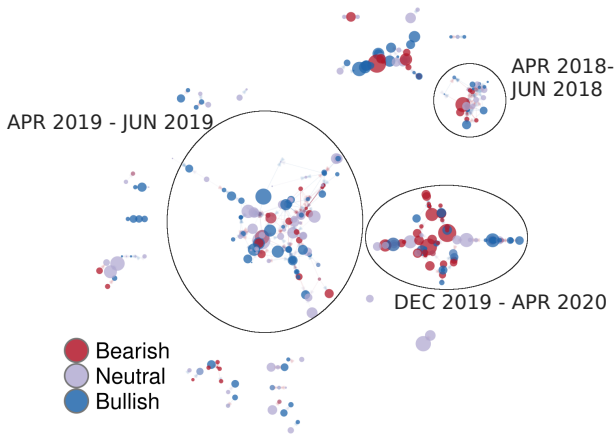 APR 2018-
JUN 2018
APR 2019 - JUN 2019
DEC 2019 - APR 2020
Bearish
Neutral
Bullish